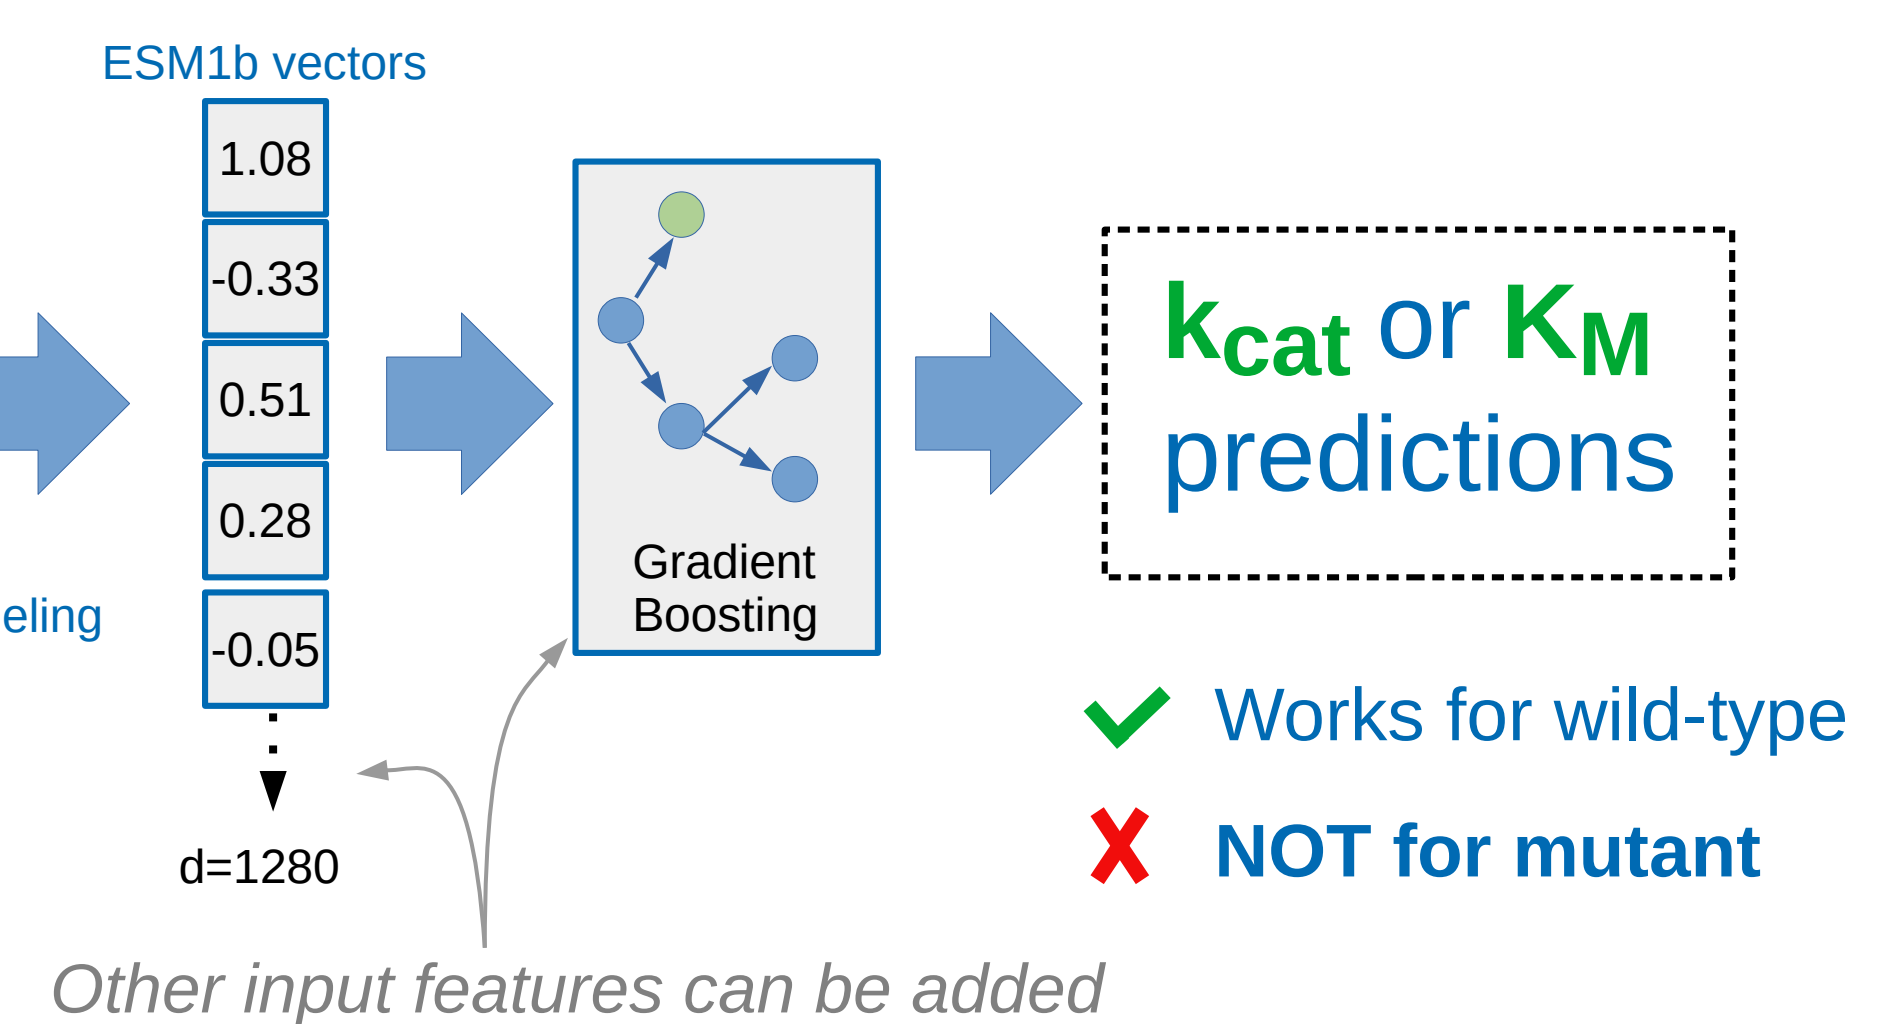 ESM1b vectors
1.08
-0.33
0.51
0.28
-0.05
d=1280
eling
Gradient
Boosting
kcat or KM
predictions
Works for wild-type
NOT for mutant
Other input features can be added